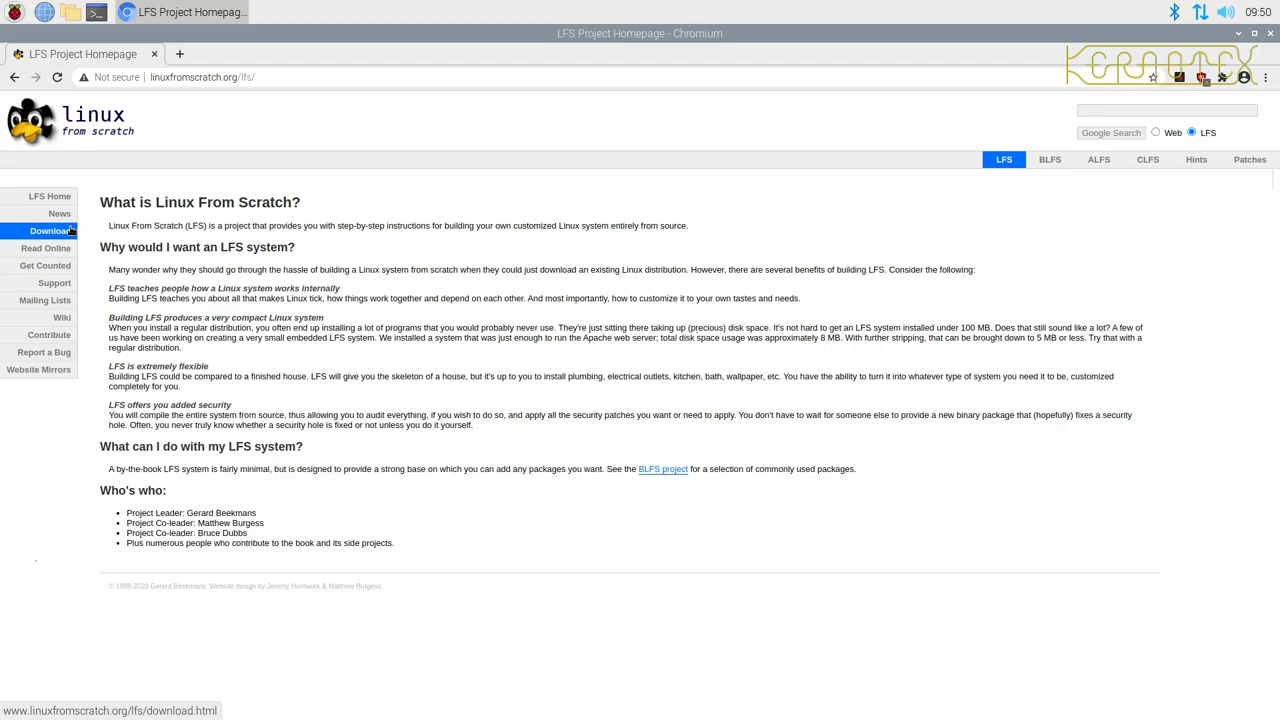 LFS Project Homepag...
09:50
LFS Project Homepage - Chromium
LFS Project Homepage
Not secure | linuxfromscratch.org/lfs/
KERNOTEX
linux
from scratch
Google Search Web LFS
LFS BLFS ALFS CLFS Hints Patches
LFS Home
News
Download
Read Online
Get Counted
Support
Mailing Lists
Wiki
Contribute
Report a Bug
Website Mirrors
What is Linux From Scratch?
Linux From Scratch (LFS) is a project that provides you with step-by-step instructions for building your own customized Linux system entirely from source.
Why would I want an LFS system?
Many wonder why they should go through the hassle of building a Linux system from scratch when they could just download an existing Linux distribution. However, there are several benefits of building LFS. Consider the following:
LFS teaches people how a Linux system works internally
Building LFS teaches you about all that makes Linux tick, how things work together and depend on each other. And most importantly, how to customize it to your own tastes and needs.
Building LFS produces a very compact Linux system
When you install a regular distribution, you often end up installing a lot of programs that you would probably never use. They're just sitting there taking up (precious) disk space. It's not hard to get an LFS system installed under 100 MB. Does that still sound like a lot? A few of
us have been working on creating a very small embedded LFS system. We installed a system that was just enough to run the Apache web server; total disk space usage was approximately 8 MB. With further stripping, that can be brought down to 5 MB or less. Try that with a
regular distribution.
LFS is extremely flexible
Building LFS could be compared to a finished house. LFS will give you the skeleton of a house, but it's up to you to install plumbing, electrical outlets, kitchen, bath, wallpaper, etc. You have the ability to turn it into whatever type of system you need it to be, customized
completely for you.
LFS offers you added security
You will compile the entire system from source, thus allowing you to audit everything, if you wish to do so, and apply all the security patches you want or need to apply. You don't have to wait for someone else to provide a new binary package that (hopefully) fixes a security
hole. Often, you never truly know whether a security hole is fixed or not unless you do it yourself.
What can I do with my LFS system?
A by-the-book LFS system is fairly minimal, but is designed to provide a strong base on which you can add any packages you want. See the BLFS project for a selection of commonly used packages.
Who's who:
Project Leader: Gerard Beekmans
Project Co-leader: Matthew Burgess
Project Co-leader: Bruce Dubbs
Plus numerous people who contribute to the book and its side projects.
© 1998-2020 Gerard Beekmans. Website design by Jeremy Huntwork & Matthew Burgess.
www.linuxfromscratch.org/lfs/download.html